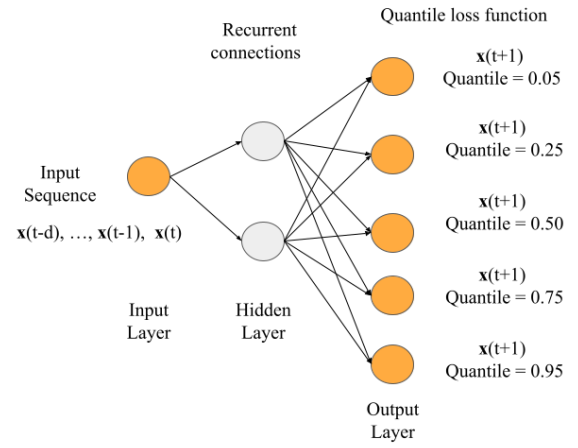 Quantile loss function
Recurrent
connections
x(t+1)
Quantile = 0.05
x(t+1)
Quantile = 0.25
Input
Sequence
x(t-d), …, x(t-1), x(t)
x(t+1)
Quantile = 0.50
x(t+1)
Quantile = 0.75
Input
Layer
Hidden
Layer
x(t+1)
Quantile = 0.95
Output
Layer